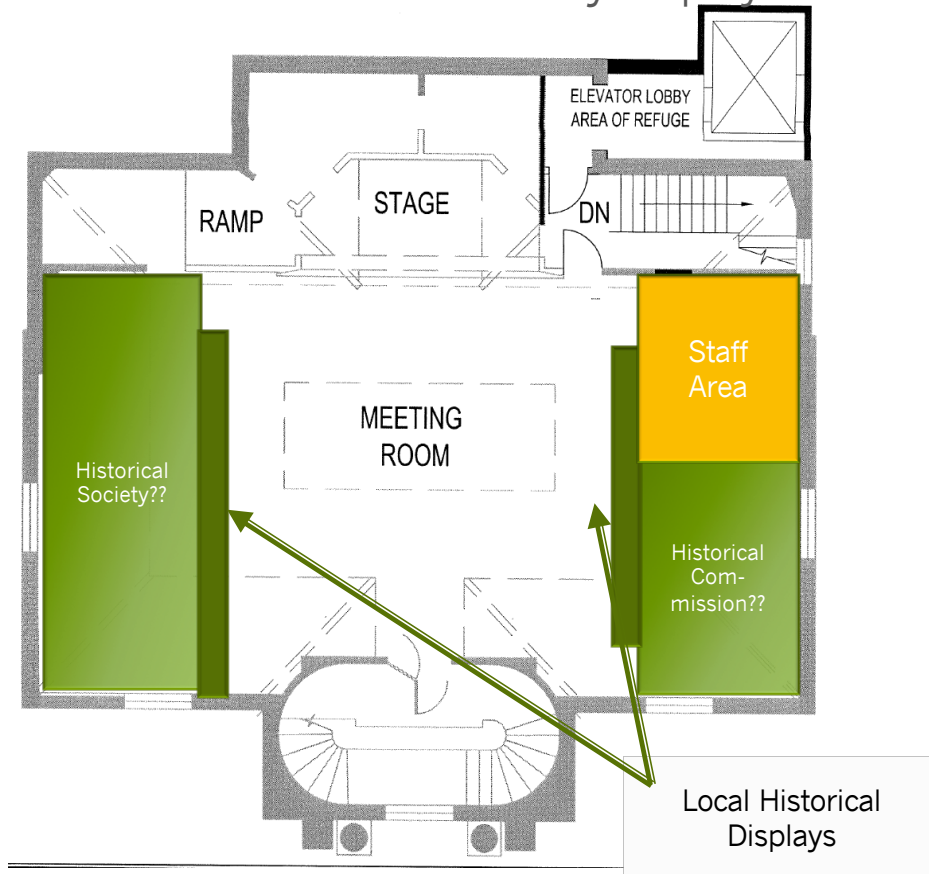 ELEVATOR LOBBY
AREA OF REFUGE
RAMP
STAGE
DN
Staff
Area
MEETING
ROOM
Historical
Society??
Historical
Com-
mission??
Local Historical
Displays